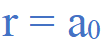 r = a₀